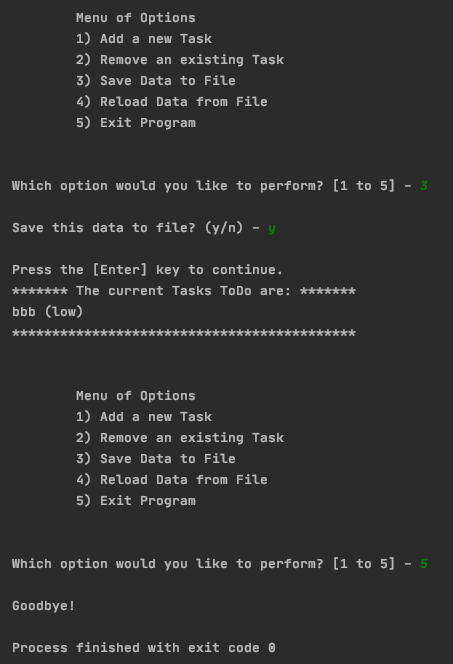 Menu of Options
1) Add a new Task
2) Remove an existing Task
3) Save Data to File
4) Reload Data from File
5) Exit Program
Which option would you like to perform? [1 to 5] - 3
Save this data to file? (y/n) - y
Press the [Enter] key to continue.
******* The current Tasks ToDo are: *******
bbb (low)
*******************************************
Menu of Options
1) Add a new Task
2) Remove an existing Task
3) Save Data to File
4) Reload Data from File
5) Exit Program
Which option would you like to perform? [1 to 5] - 5
Goodbye!
Process finished with exit code 0